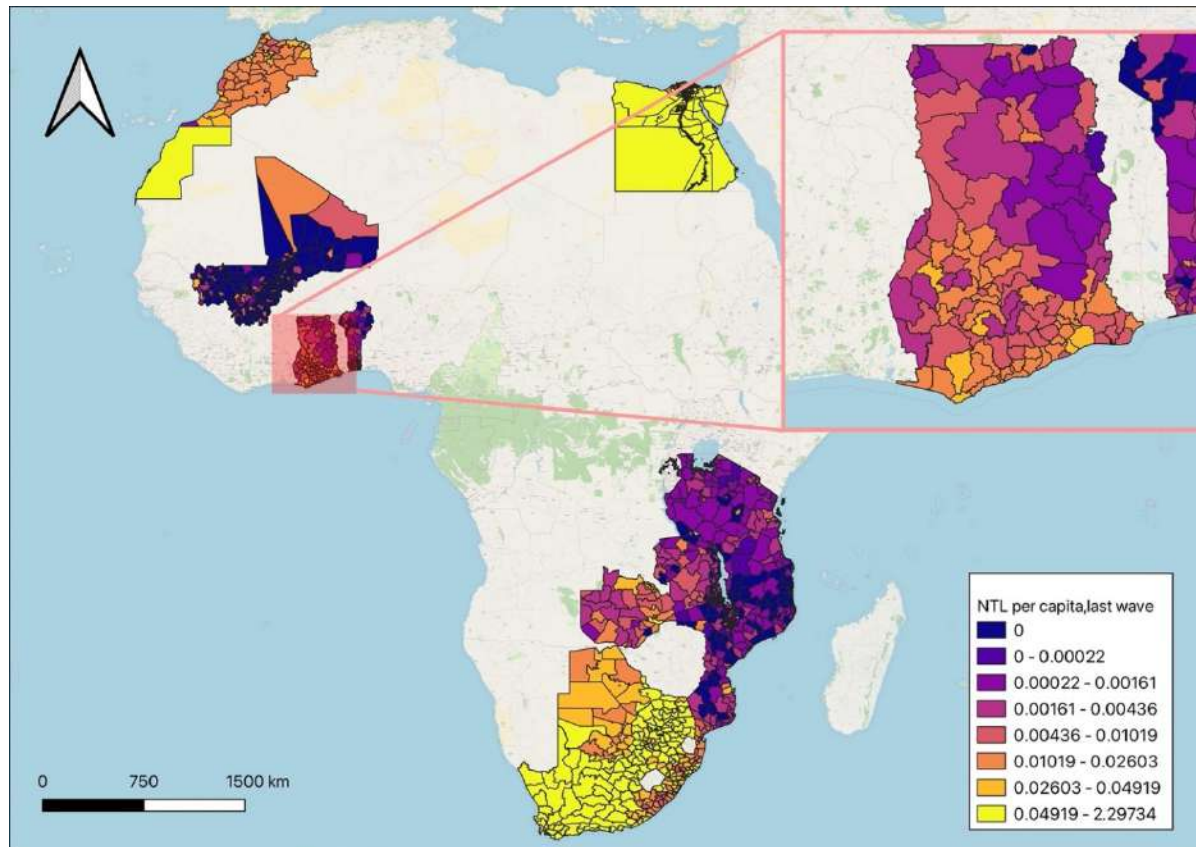 NTL per capita,last wave
0
0 - 0.00022
0.00022 - 0.00161
0.00161 - 0.00436
0.00436 - 0.01019
0.01019 - 0.02603
0.02603 - 0.04919
0.04919 - 2.29734
0 750 1500 km